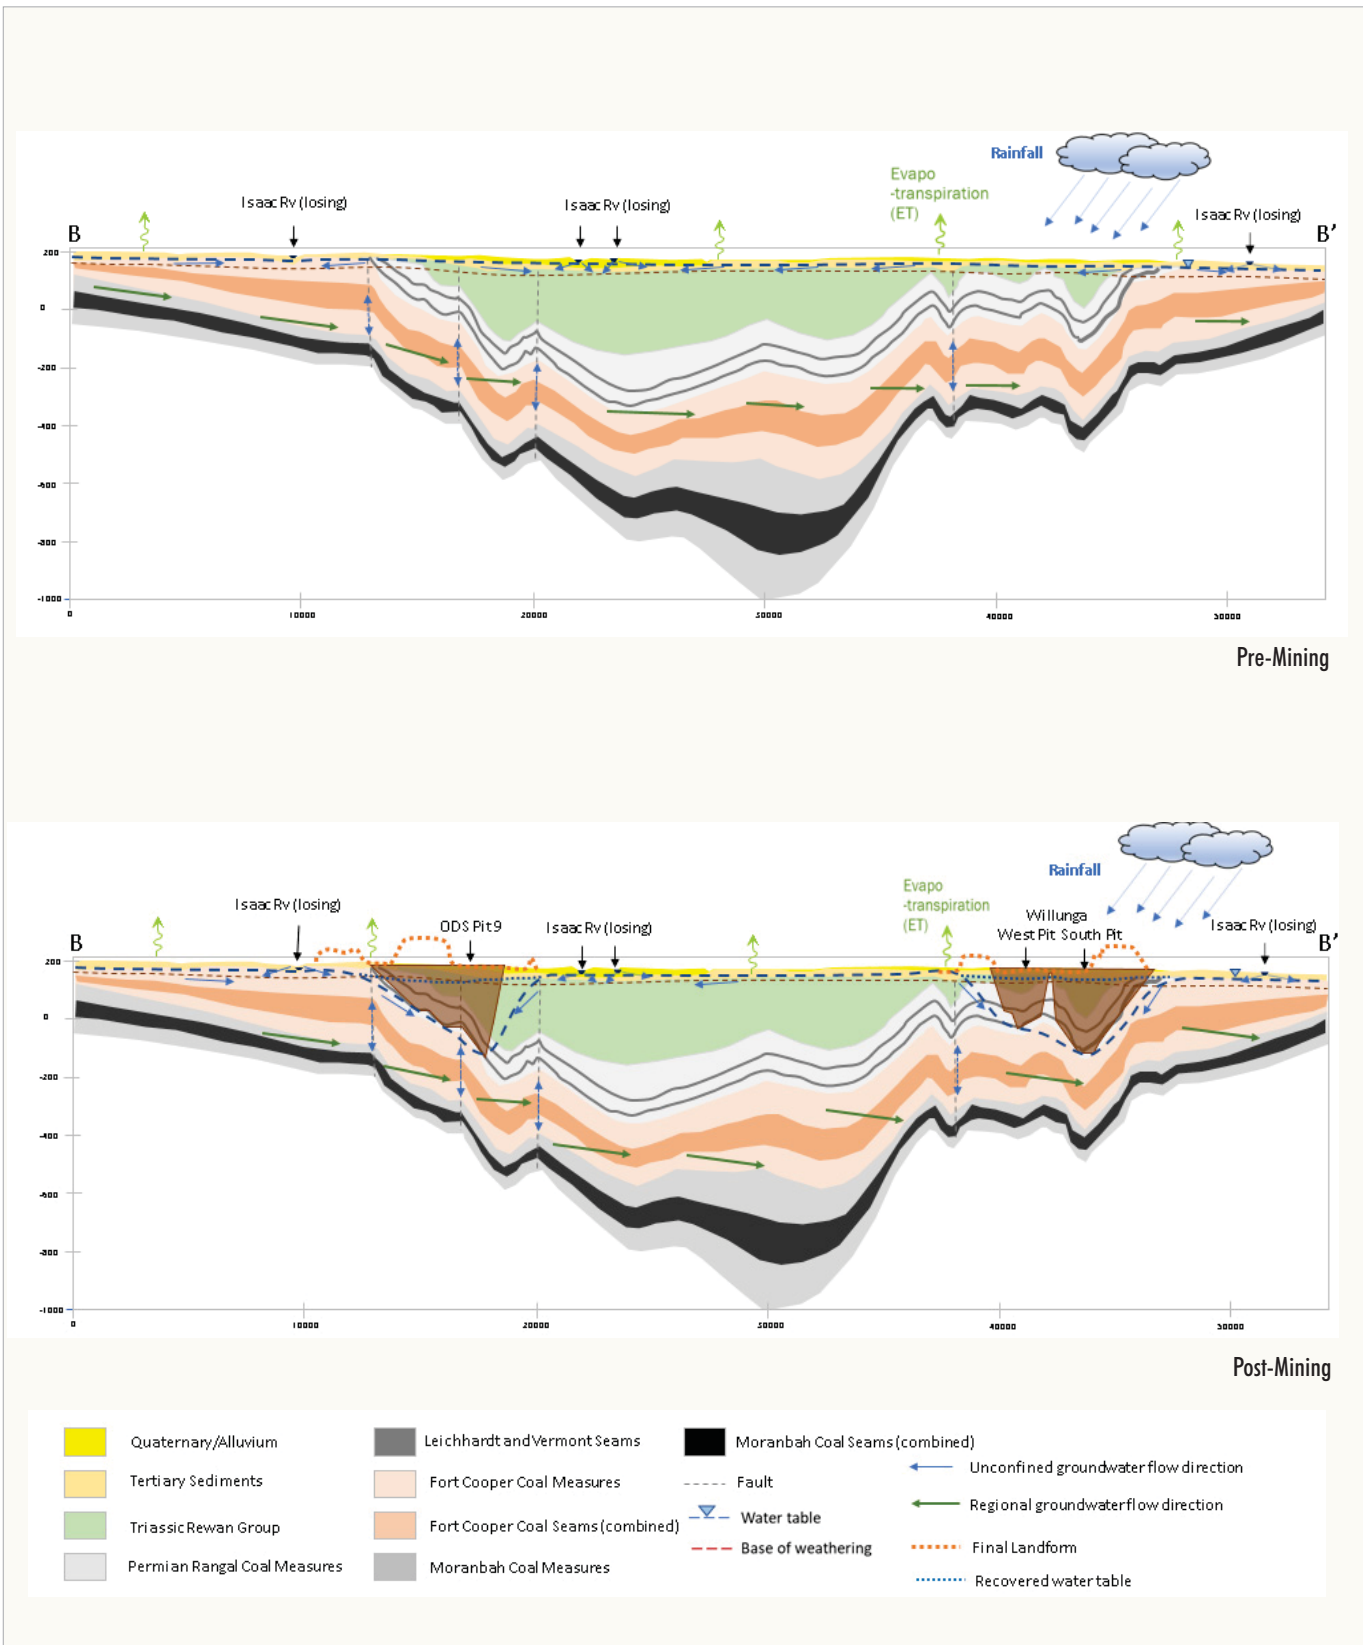 Rainfall
Evapo
-transpiration
(ET)
Isaac Rv (losing)
Isaac Rv (losing)
Isaac Rv (losing)
B
B'
200
0
-200
-400
-600
-800
-1000
0
10000
20000
30000
40000
50000
Pre-Mining
Rainfall
Evapo
-transpiration
(ET)
Isaac Rv (losing)
ODS Pit 9
Isaac Rv (losing)
Willunga
West Pit South Pit
Isaac Rv (losing)
B
B'
200
0
-200
-400
-600
-800
-1000
0
10000
20000
30000
40000
50000
Post-Mining
Quaternary/Alluvium
Tertiary Sediments
Triassic Rewan Group
Permian Rangal Coal Measures
Leichhardt and Vermont Seams
Fort Cooper Coal Measures
Fort Cooper Coal Seams (combined)
Moranbah Coal Measures
Moranbah Coal Seams (combined)
Fault
Water table
Base of weathering
Unconfined groundwater flow direction
Regional groundwater flow direction
Final Landform
Recovered water table